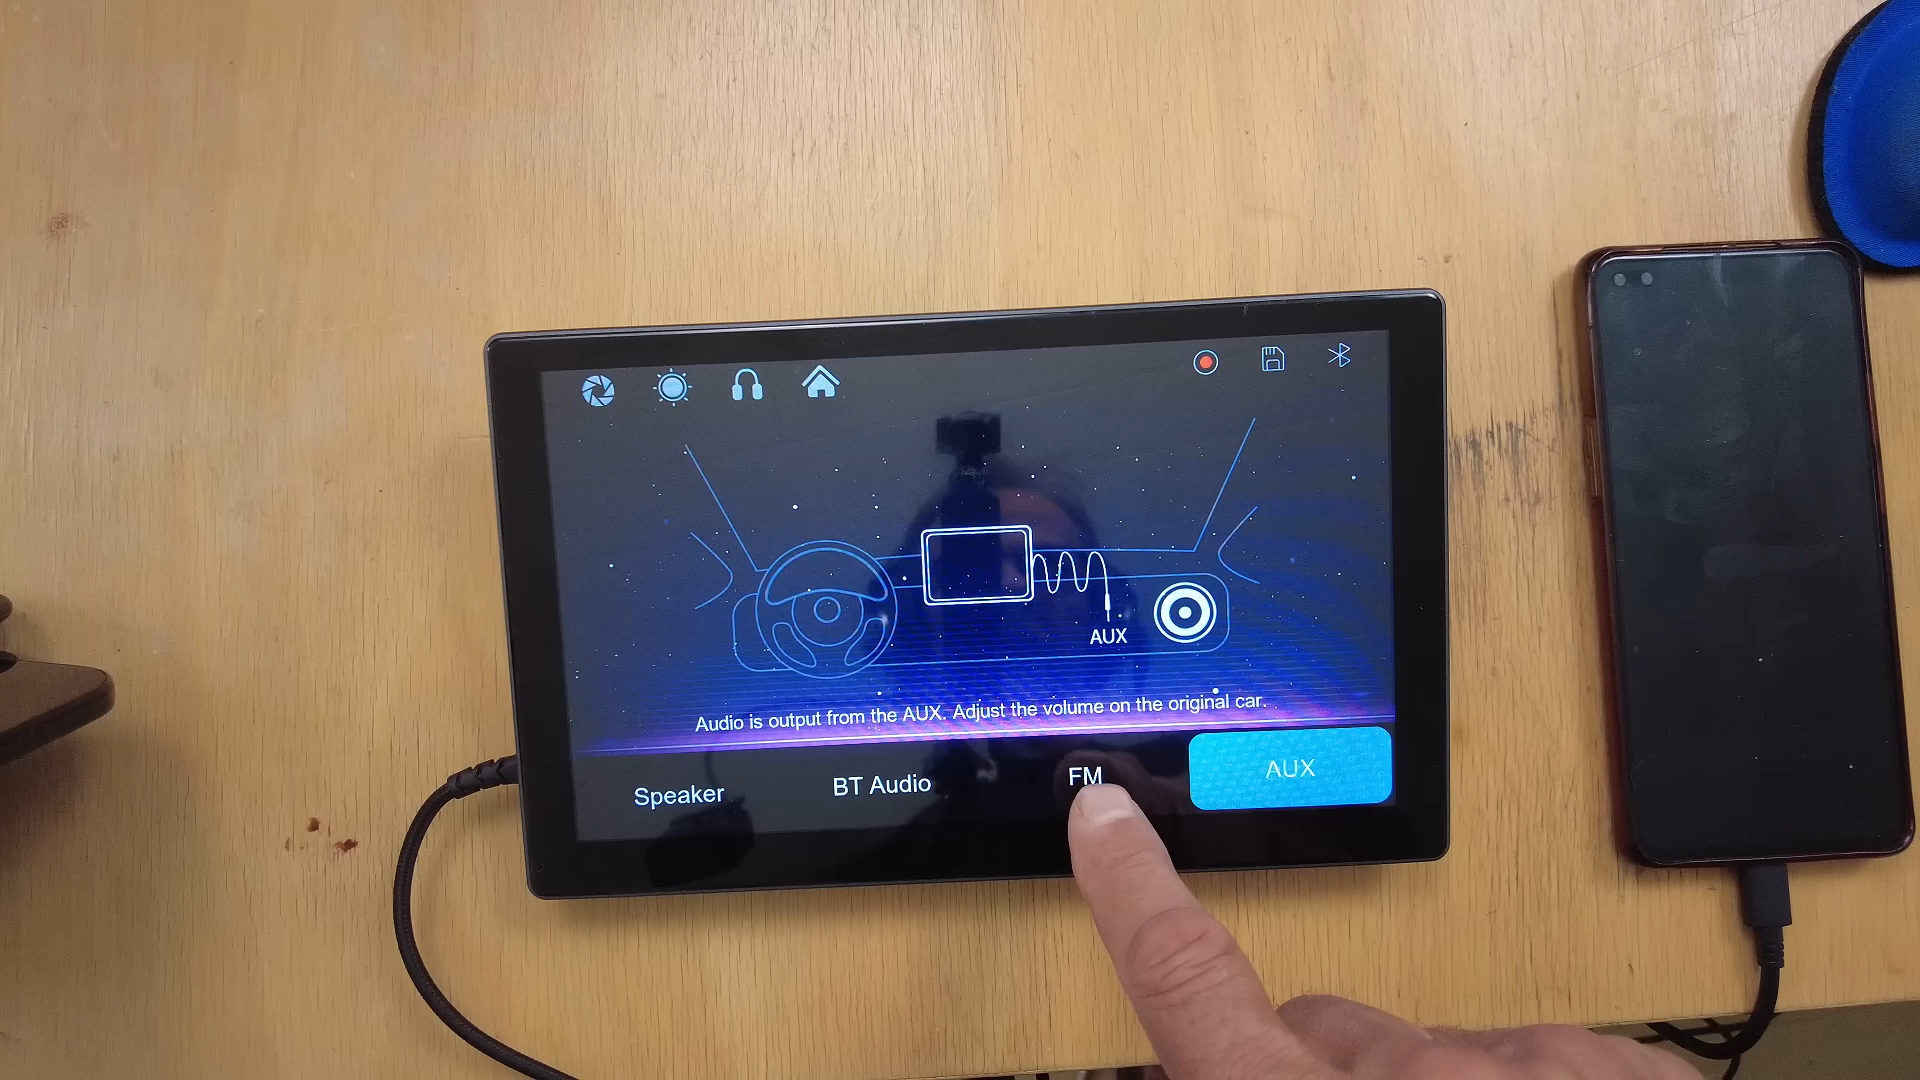 AUX
Audio is output from the AUX. Adjust the volume on the original car.
Speaker BT Audio FM AUX